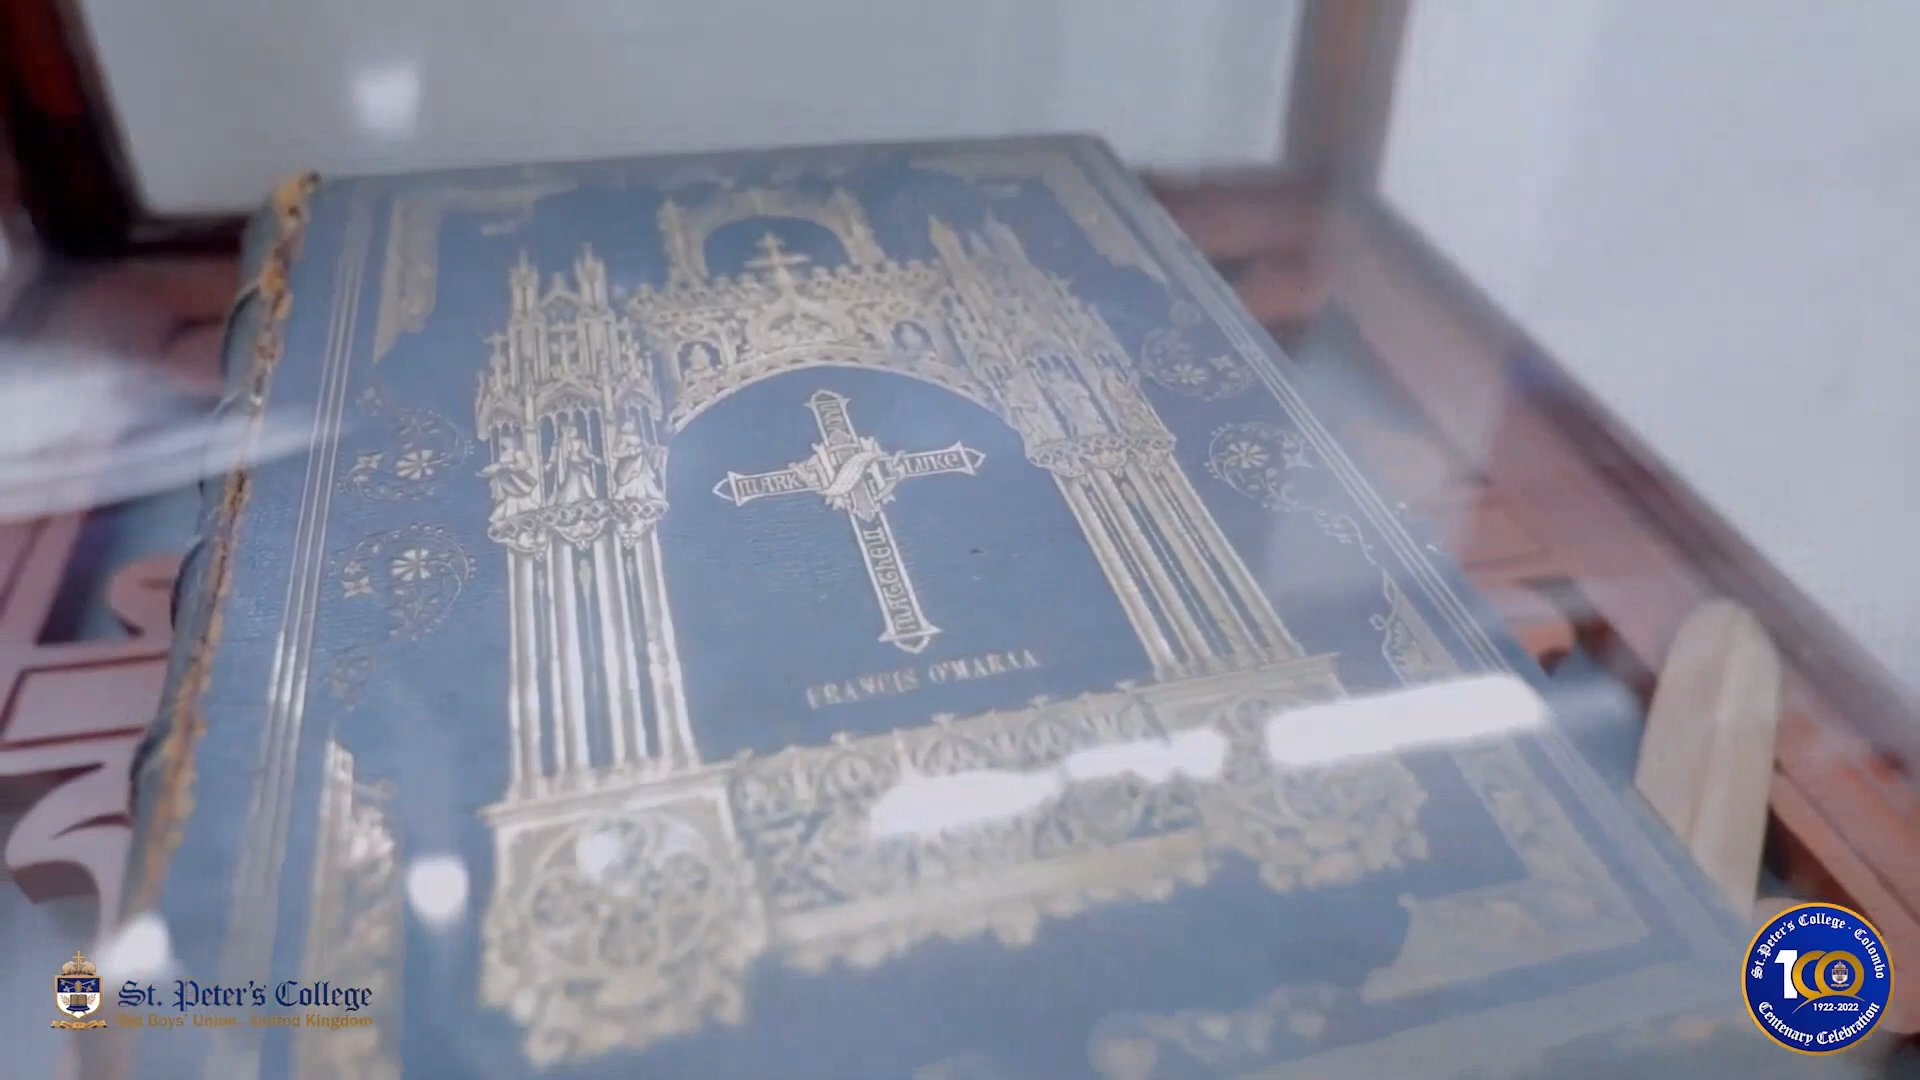 JOHN
MARK
LUKE
MATTHEW
FRANCIS O'MARAA
St. Peter's College
Old Boys' Union - United Kingdom
St. Peter's College - Colombo
100
1922-2022
Centenary Celebration